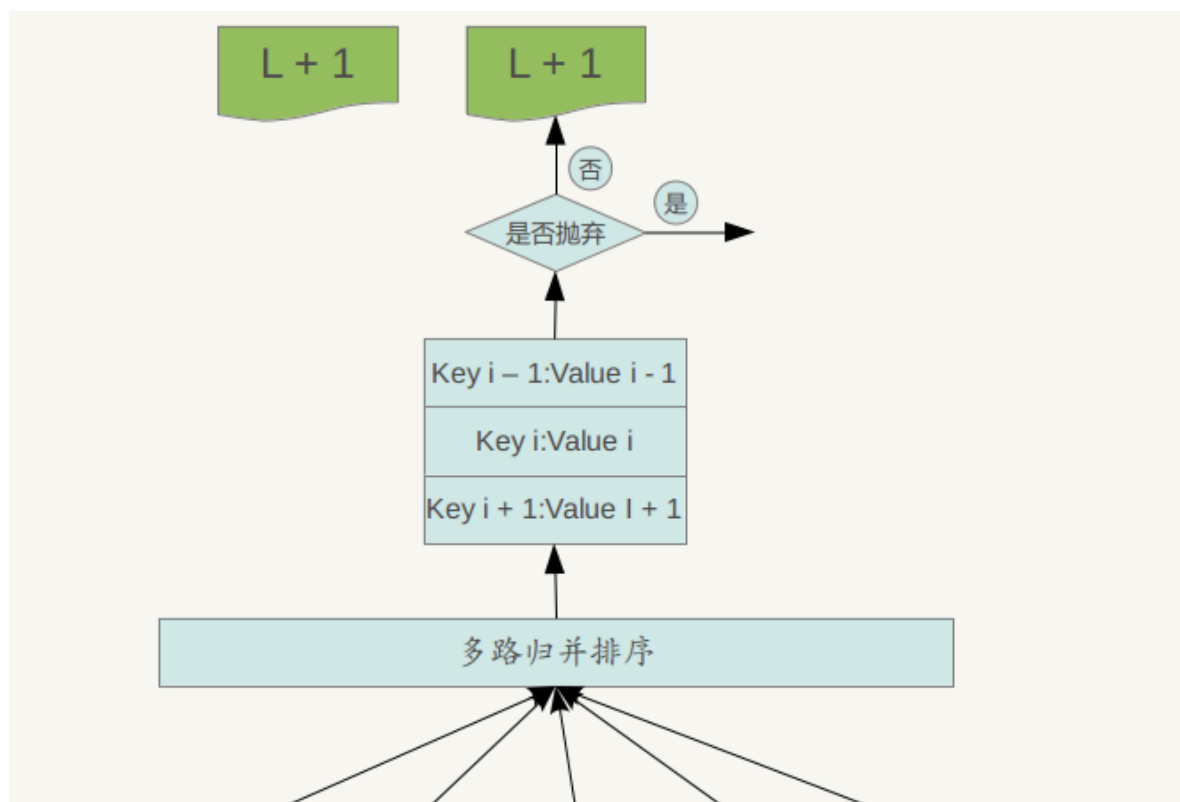 L + 1
L + 1
否
是
是否抛弃
Key i – 1:Value i - 1
Key i:Value i
Key i + 1:Value I + 1
多路归并排序